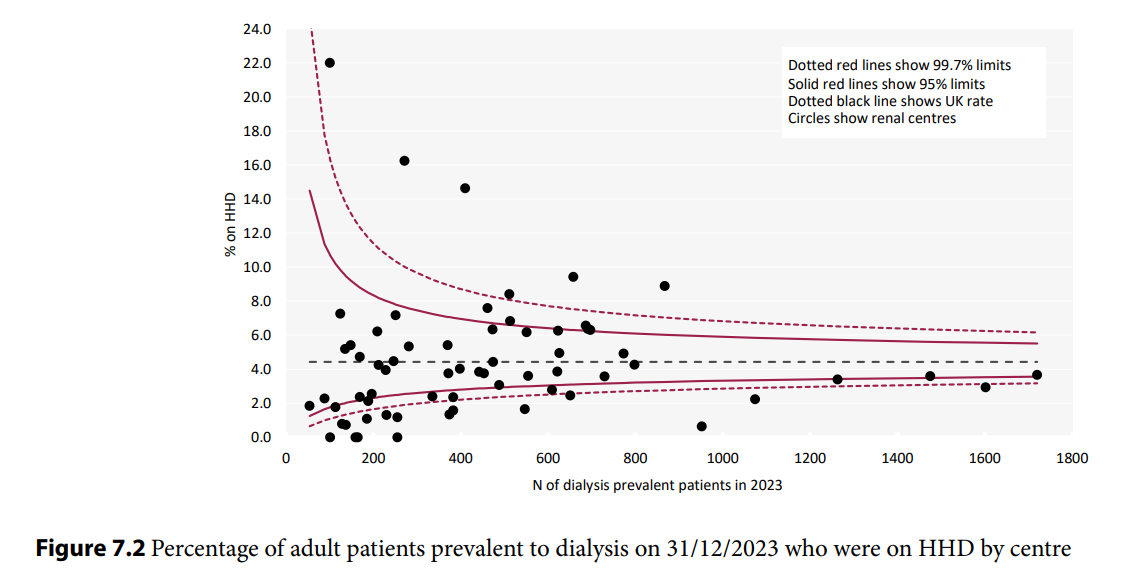 24.0
22.0
20.0
18.0
16.0
14.0
12.0
10.0
8.0
6.0
4.0
2.0
0.0
% on HHD
Dotted red lines show 99.7% limits
Solid red lines show 95% limits
Dotted black line shows UK rate
Circles show renal centres
0 200 400 600 800 1000 1200 1400 1600 1800
N of dialysis prevalent patients in 2023
Figure 7.2 Percentage of adult patients prevalent to dialysis on 31/12/2023 who were on HHD by centre